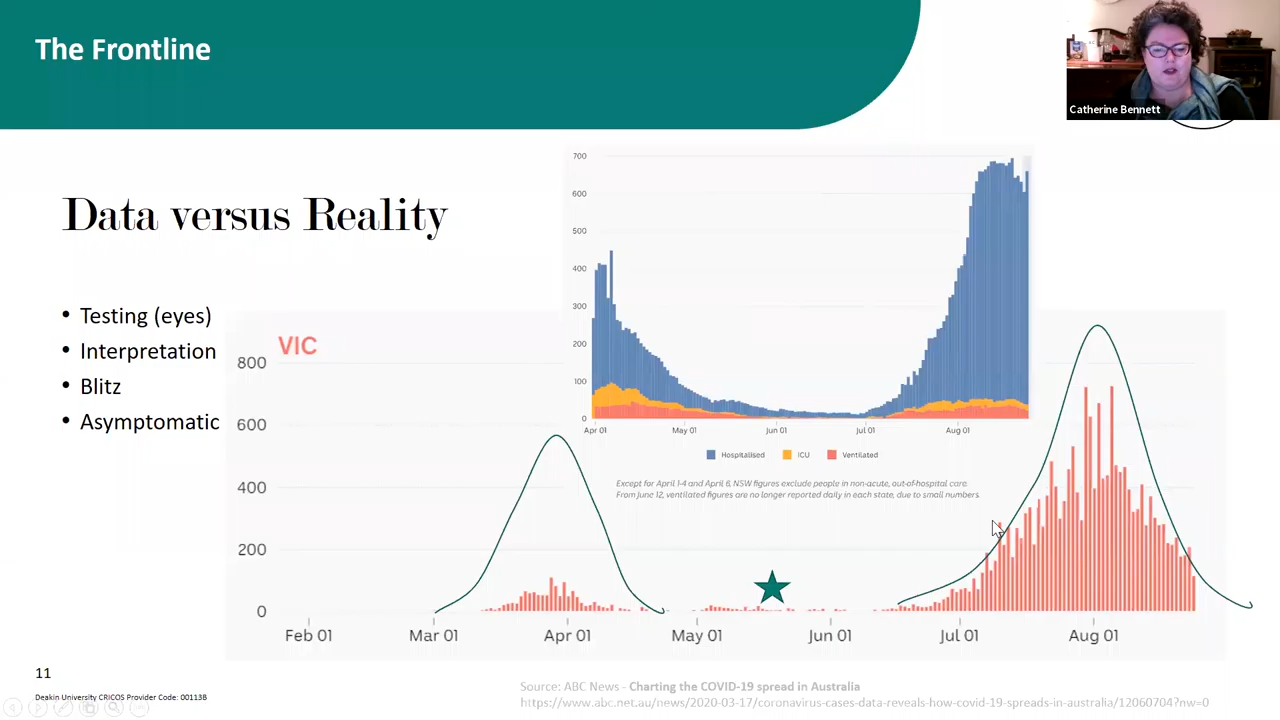 The Frontline
Catherine Bennett
Data versus Reality
• Testing (eyes)
• Interpretation
• Blitz
• Asymptomatic
700
600
500
400
300
200
100
0
Apr 01 May 01 Jun 01 Jul 01 Aug 01
Hospitalised ICU Ventilated
Except for April 1-4 and April 6, NSW figures exclude people in non-acute, out-of-hospital care.
From June 12, ventilated figures are no longer reported daily in each state, due to small numbers.
VIC
800
600
400
200
0
Feb 01 Mar 01 Apr 01 May 01 Jun 01 Jul 01 Aug 01
11
Deakin University CRICOS Provider Code: 00113B
Source: ABC News - Charting the COVID-19 spread in Australia
https://www.abc.net.au/news/2020-03-17/coronavirus-cases-data-reveals-how-covid-19-spreads-in-australia/12060704?nw=0